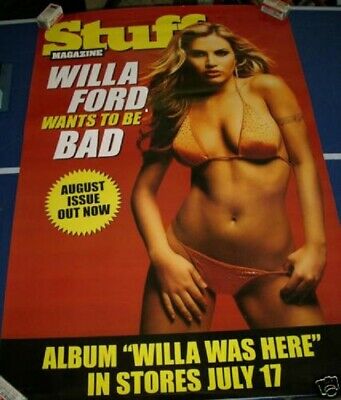 Stuff
MAGAZINE
WILLA
FORD,
WANTS TO BE
BAD
AUGUST
ISSUE
OUT NOW
ALBUM "WILLA WAS HERE"
IN STORES JULY 17